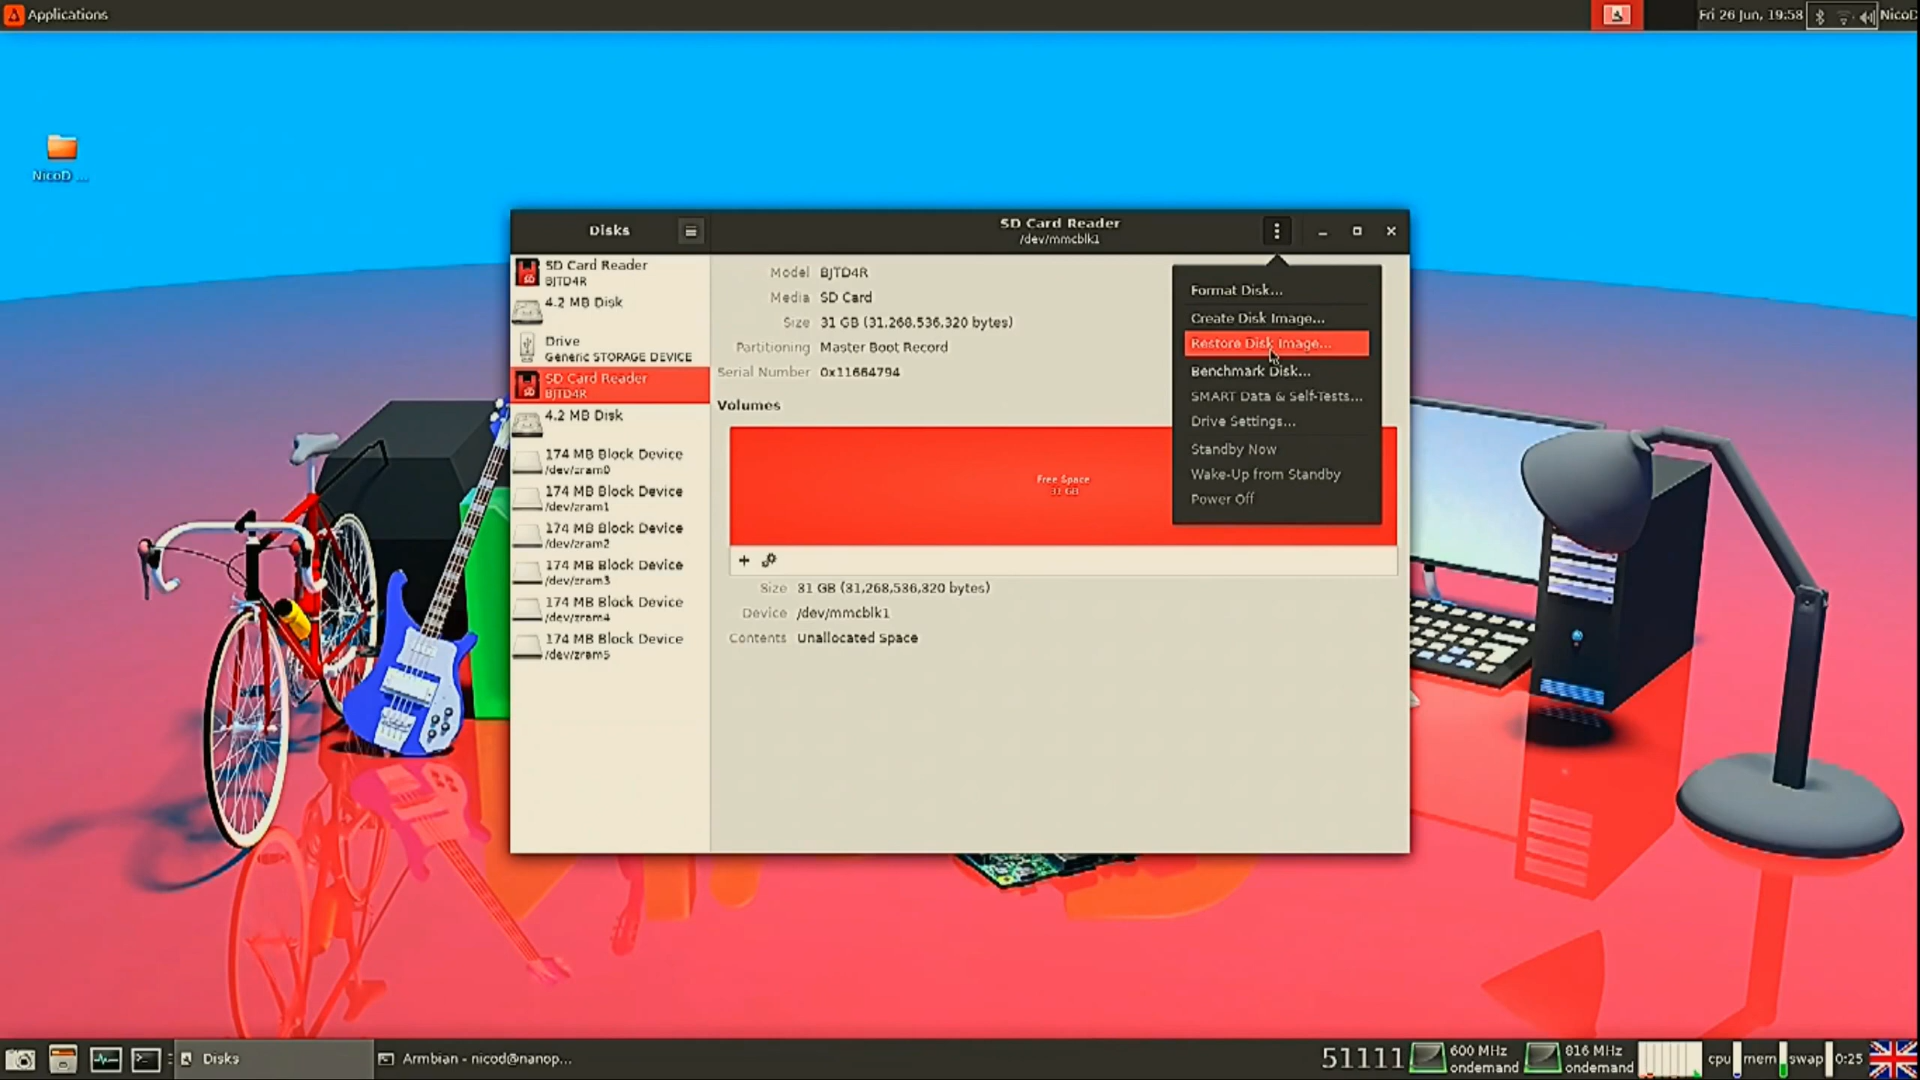 Applications
Fri 26 Jun, 19:58
NicoD
NicoD ...
Disks
SD Card Reader
/dev/mmcblk1
SD Card Reader
BJTD4R
4.2 MB Disk
Drive
Generic STORAGE DEVICE
SD Card Reader
BJTD4R
4.2 MB Disk
174 MB Block Device
/dev/zram0
174 MB Block Device
/dev/zram1
174 MB Block Device
/dev/zram2
174 MB Block Device
/dev/zram3
174 MB Block Device
/dev/zram4
174 MB Block Device
/dev/zram5
Model BJTD4R
Media SD Card
Size 31 GB (31,268,536,320 bytes)
Partitioning Master Boot Record
Serial Number 0x11664794
Volumes
Free Space
31 GB
Size 31 GB (31,268,536,320 bytes)
Device /dev/mmcblk1
Contents Unallocated Space
Format Disk...
Create Disk Image...
Restore Disk Image...
Benchmark Disk...
SMART Data & Self-Tests...
Drive Settings...
Standby Now
Wake-Up from Standby
Power Off
Disks
Armbian - nicod@nanop...
51111
600 MHz
ondemand
816 MHz
ondemand
cpu
mem
swap
0:25